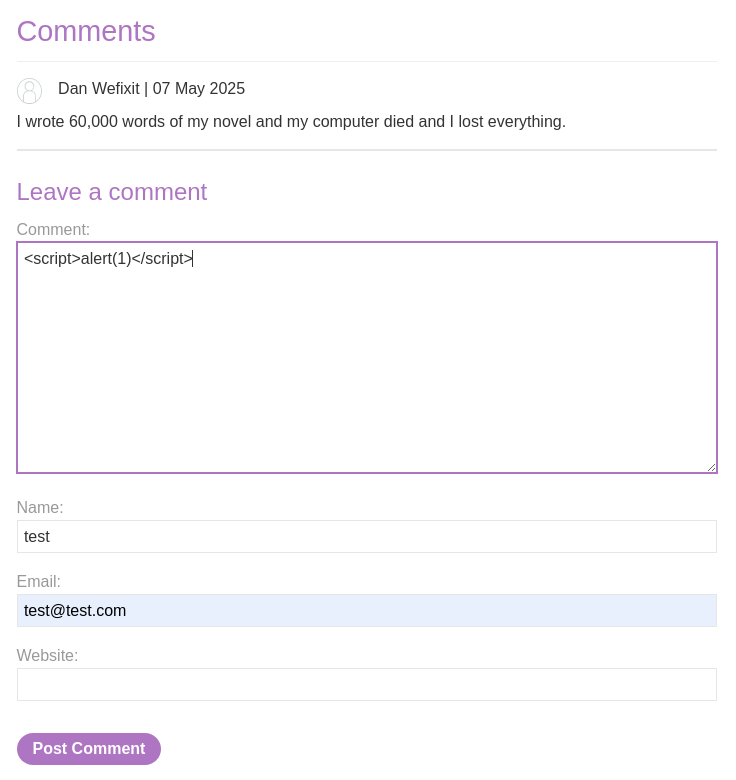 Comments
Dan Wefixit | 07 May 2025
I wrote 60,000 words of my novel and my computer died and I lost everything.
Leave a comment
Comment:
<script>alert(1)</script>
Name:
test
Email:
test@test.com
Website:
Post Comment